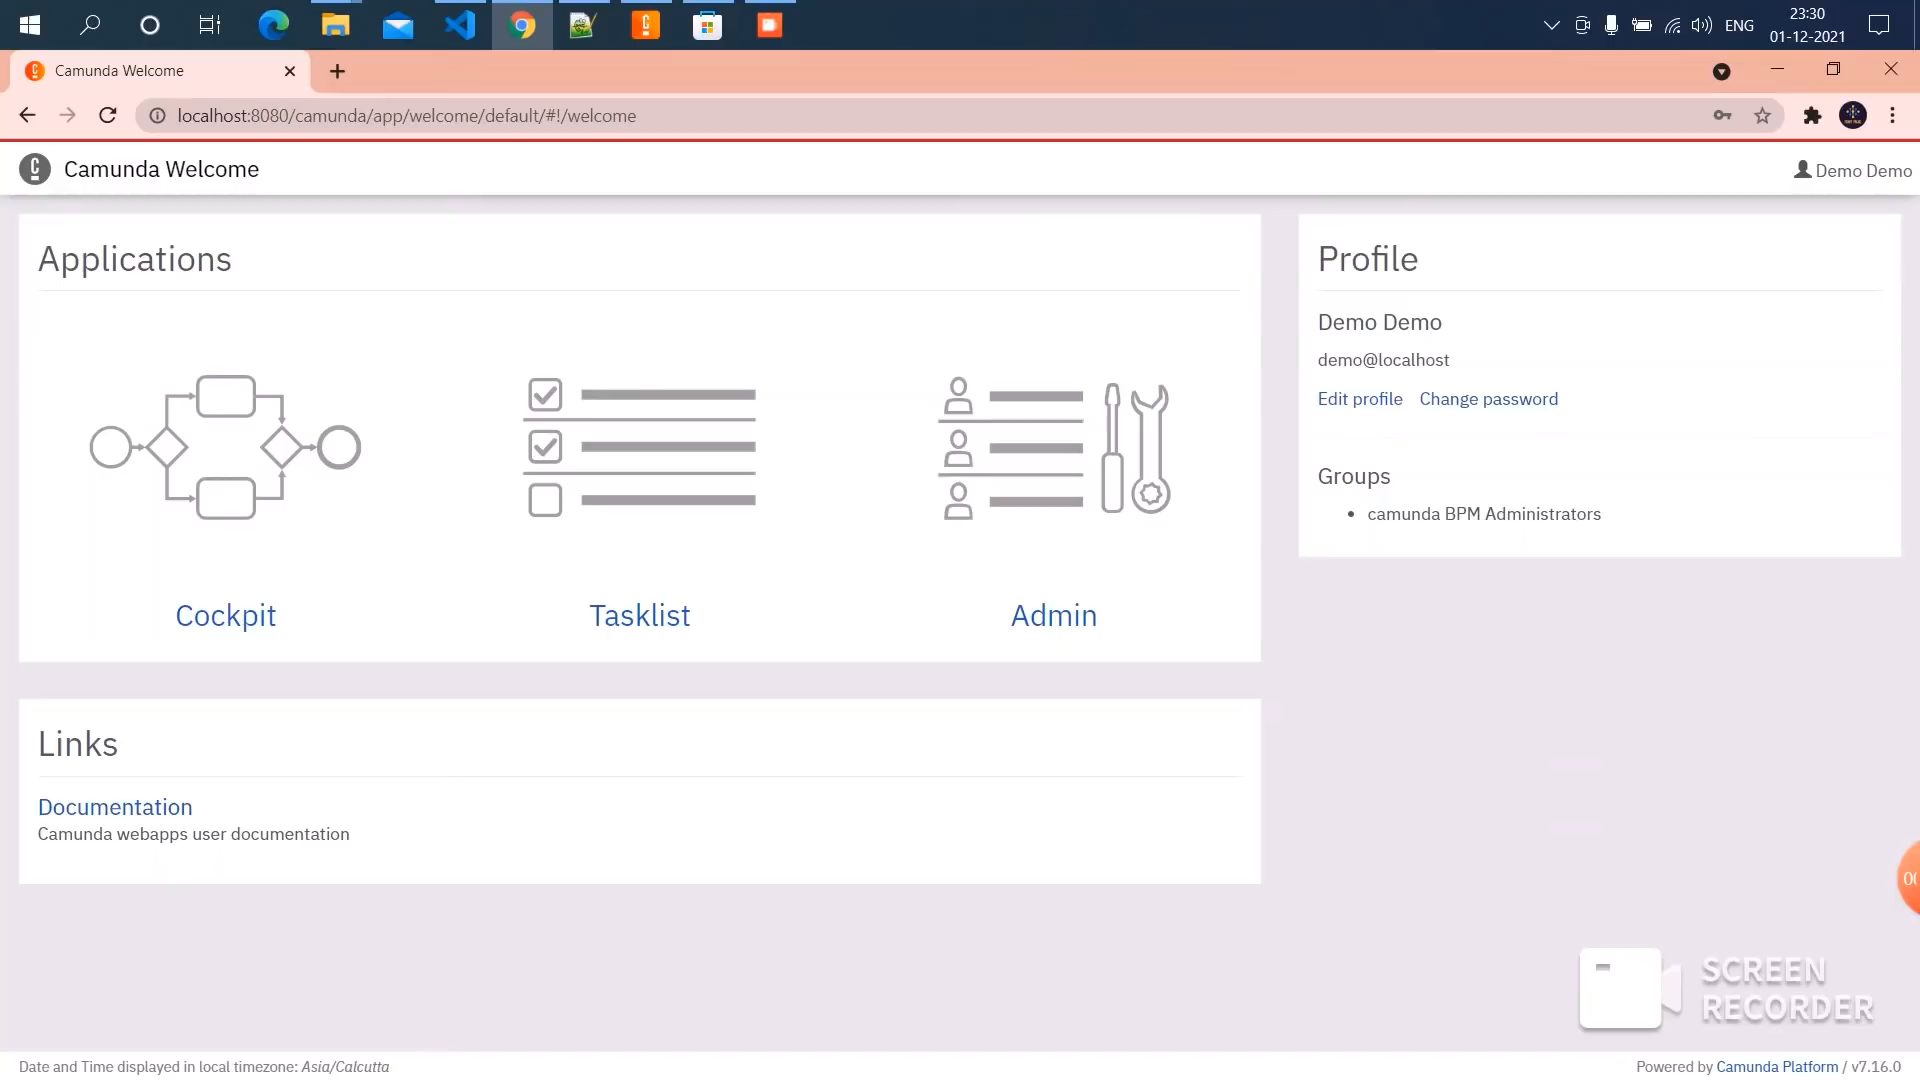 ENG
23:30
01-12-2021
Camunda Welcome
localhost:8080/camunda/app/welcome/default/#!/welcome
Camunda Welcome
Demo Demo
Applications
Cockpit
Tasklist
Admin
Profile
Demo Demo
demo@localhost
Edit profile Change password
Groups
• camunda BPM Administrators
Links
Documentation
Camunda webapps user documentation
SCREEN
RECORDER
Date and Time displayed in local timezone: Asia/Calcutta
Powered by Camunda Platform / v7.16.0